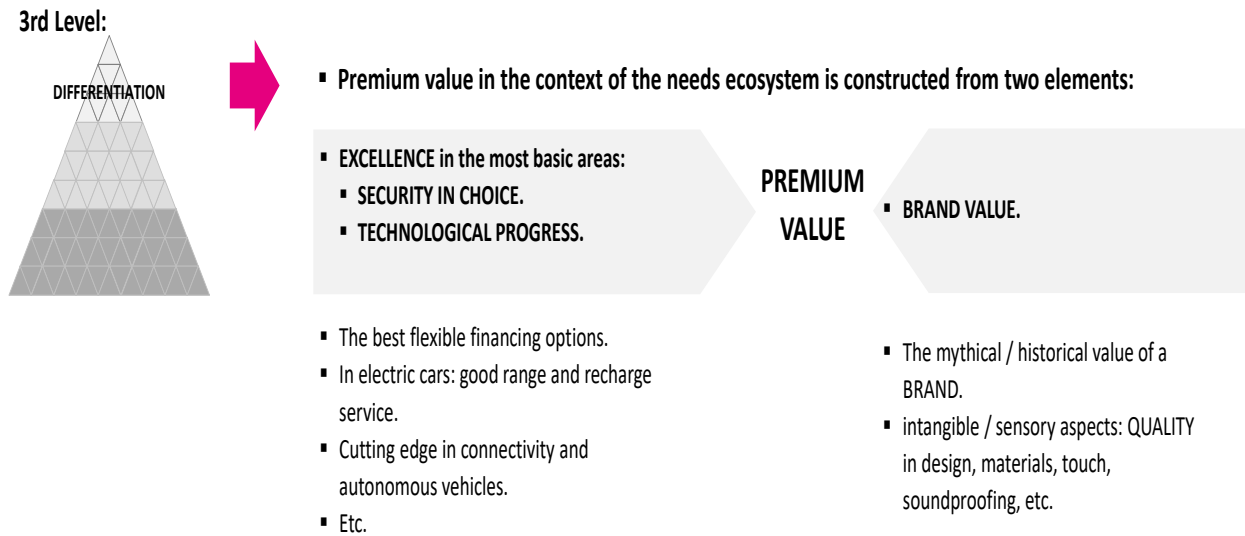 3rd Level:
DIFFERENTIATION
▪ Premium value in the context of the needs ecosystem is constructed from two elements:
▪ EXCELLENCE in the most basic areas:
▪ SECURITY IN CHOICE.
▪ TECHNOLOGICAL PROGRESS.
PREMIUM
VALUE
▪ BRAND VALUE.
▪ The best flexible financing options.
▪ In electric cars: good range and recharge
service.
▪ Cutting edge in connectivity and
autonomous vehicles.
▪ Etc.
▪ The mythical / historical value of a
BRAND.
▪ intangible / sensory aspects: QUALITY
in design, materials, touch,
soundproofing, etc.